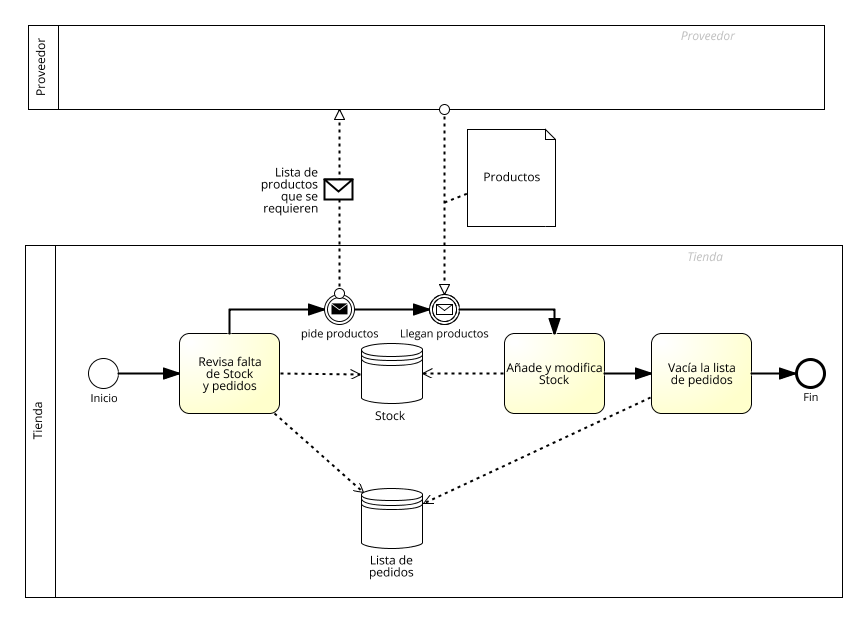 Proveedor
Proveedor
Lista de
productos
que se
requieren
Productos
Tienda
Tienda
pide productos
Llegan productos
Revisa falta
de Stock
y pedidos
Añade y modifica
Stock
Vacía la lista
de pedidos
Inicio
Fin
Stock
Lista de
pedidos